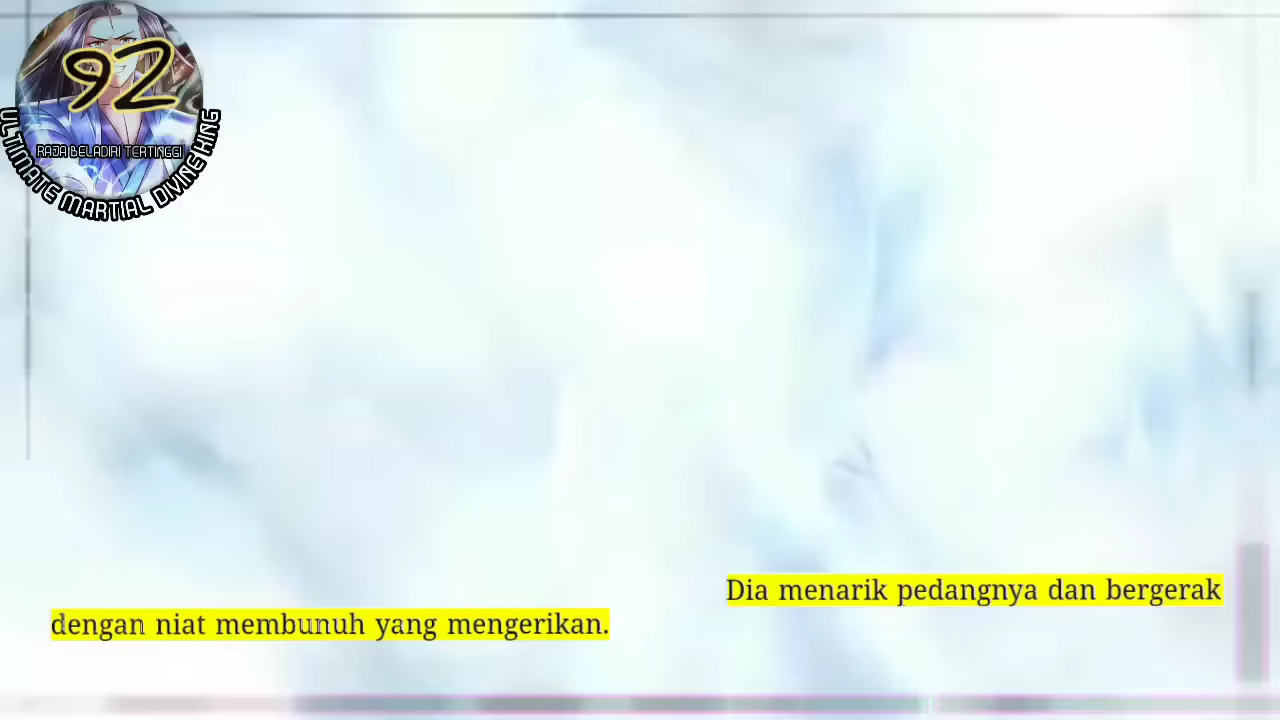 92
RAJA BELADIRI TERTINGGI
ULTIMATE MARTIAL DIVINE KING
Dia menarik pedangnya dan bergerak
dengan niat membunuh yang mengerikan.